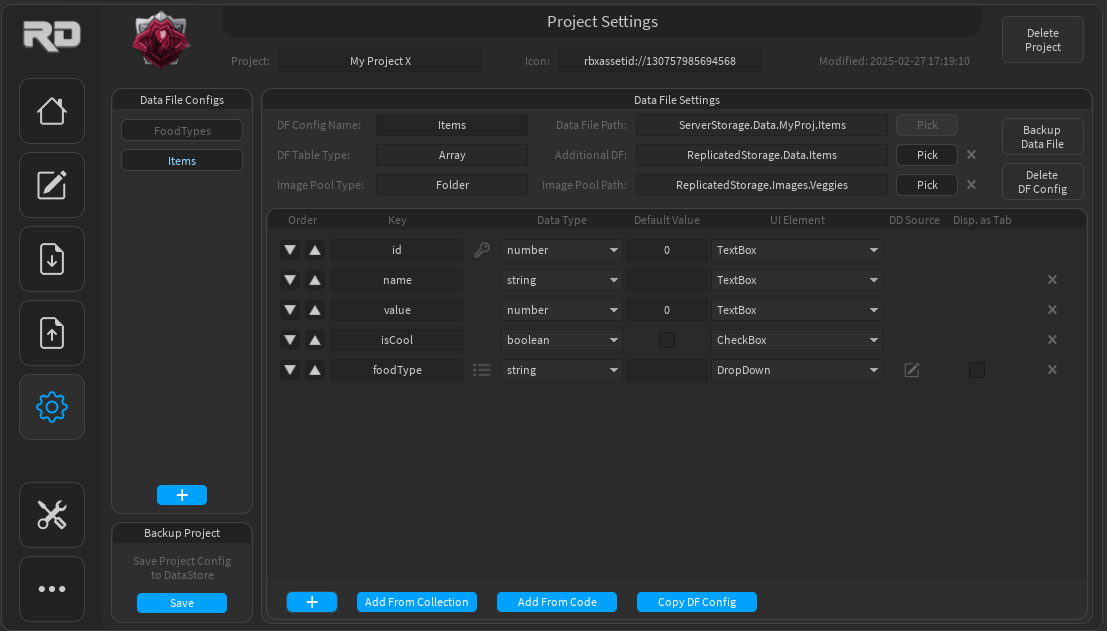 RD
Project Settings
Delete
Project
Project: My Project X Icon: rbxassetid://130757985694568 Modified: 2025-02-27 17:19:10
Data File Configs
FoodTypes
Items
Backup Project
Save Project Config
to DataStore
Save
Data File Settings
DF Config Name: Items Data File Path: ServerStorage.Data.MyProj.Items Pick
DF Table Type: Array Additional DF: ReplicatedStorage.Data.Items Pick
Image Pool Type: Folder Image Pool Path: ReplicatedStorage.Images.Veggies Pick
Backup
Data File
Delete
DF Config
Order Key Data Type Default Value UI Element DD Source Disp. as Tab
id number 0 TextBox
name string TextBox
value number 0 TextBox
isCool boolean CheckBox
foodType string DropDown
Add From Collection Add From Code Copy DF Config